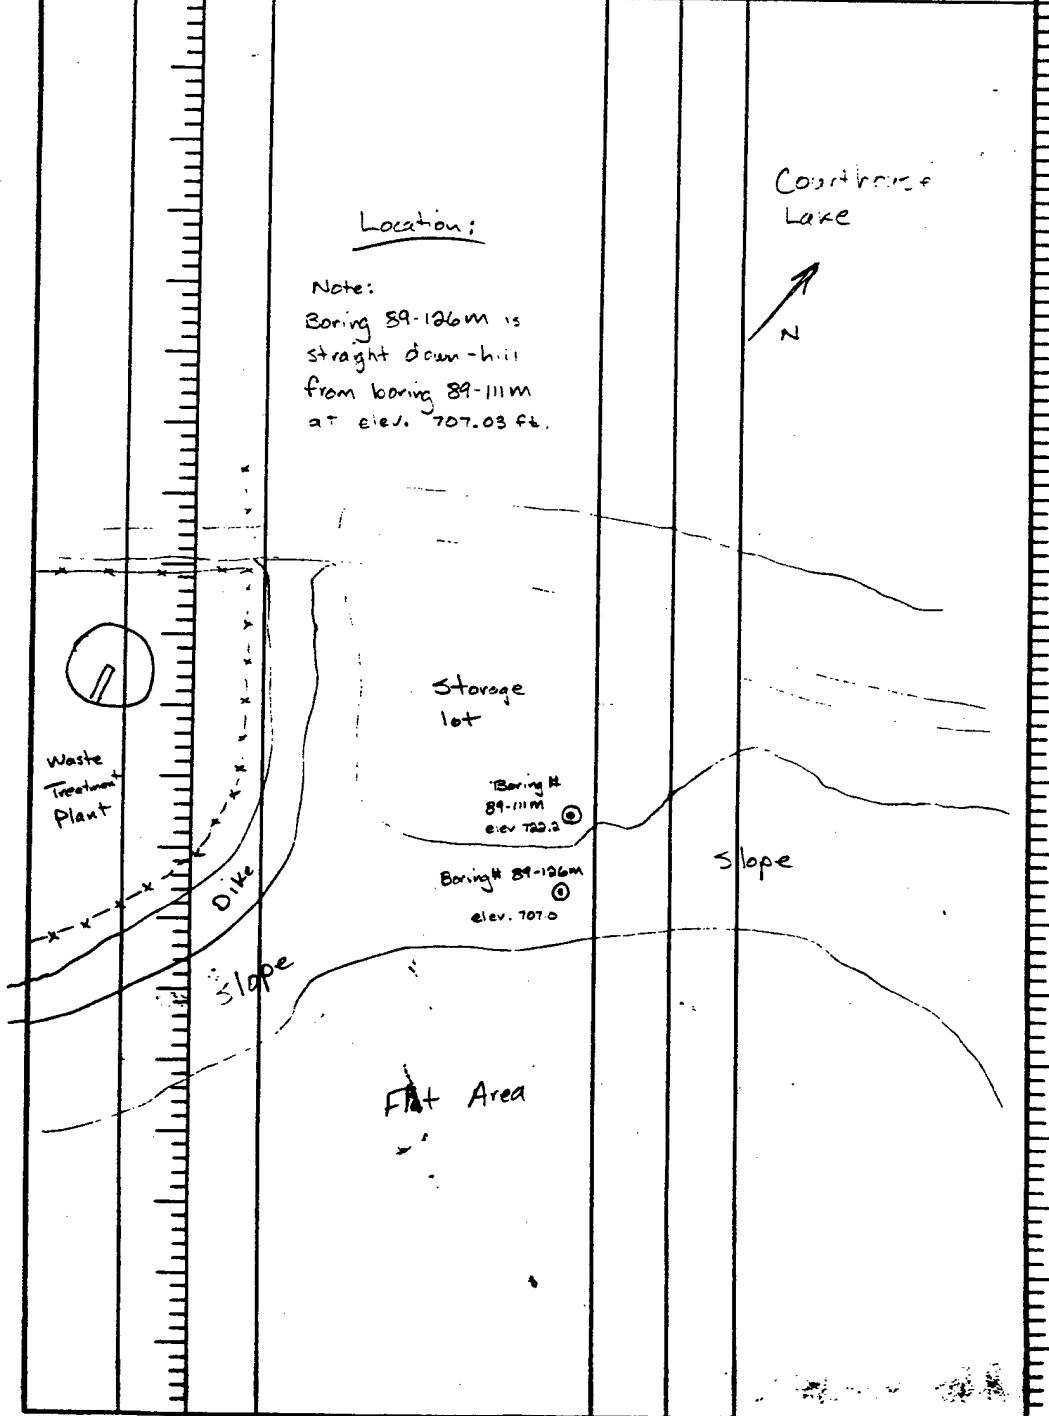 Courthouse
Lake
N
Location:
Note:
Boring 89-126m is
straight down-hill
from boring 89-111m
at elev. 707.03 ft.
Storage
lot
Waste
Treatment
Plant
Boring #
89-111m
elev 722.2
Boring# 89-126m
elev. 707.0
Slope
Dike
Slope
Flat Area